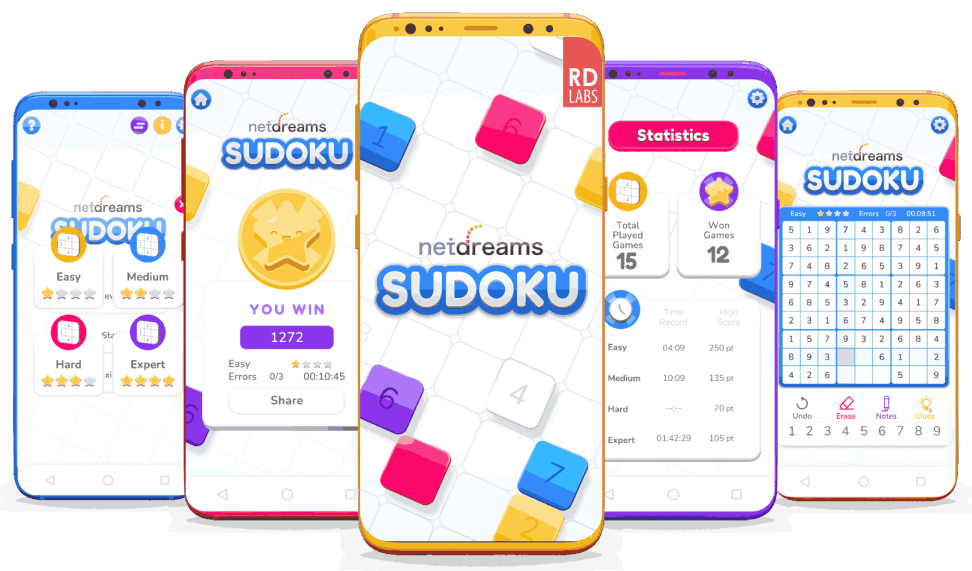 ?
i
netdreams
SUDOKU
Easy
Medium
Hard
Expert
netdreams
SUDOKU
YOU WIN
1272
Easy
Errors 0/3 00:10:45
Share
RD
LABS
1
6
netdreams
SUDOKU
6
4
7
2
Statistics
Total
Played
Games
15
Won
Games
12
Time
Record
High
Score
Easy 04:09 250 pt
Medium 10:09 135 pt
Hard --:-- 70 pt
Expert 01:42:29 105 pt
netdreams
SUDOKU
Easy Errors 0/3 00:09:51
5 1 9 7 4 3 8 2 6
3 6 2 1 9 8 5 4 7
7 4 8 2 6 5 3 9 1
9 7 4 5 8 1 2 6 3
6 8 5 3 2 9 4 1 7
2 3 1 6 7 4 9 5 8
1 5 7 9 3 2 6 8 4
8 9 3 6 1 2
4 2 6 5 9
Undo Erase Notes Clues
1 2 3 4 5 6 7 8 9